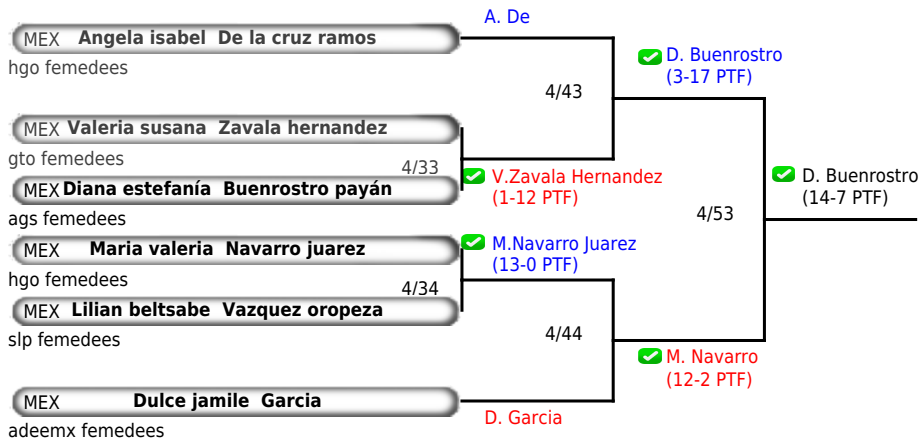 A. De
MEX Angela isabel De la cruz ramos
hgo femedees
D. Buenrostro
(3-17 PTF)
4/43
MEX Valeria susana Zavala hernandez
gto femedees
4/33
V.Zavala Hernandez
(1-12 PTF)
D. Buenrostro
(14-7 PTF)
MEX Diana estefanía Buenrostro payán
ags femedees
4/53
MEX Maria valeria Navarro juarez
hgo femedees
M.Navarro Juarez
(13-0 PTF)
4/34
MEX Lilian beltsabe Vazquez oropeza
slp femedees
4/44
M. Navarro
(12-2 PTF)
MEX Dulce jamile Garcia
adeemx femedees
D. Garcia